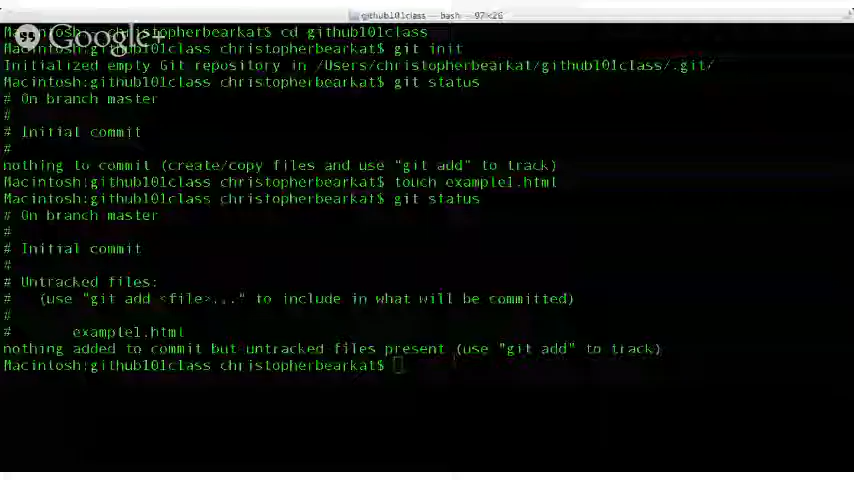 githubl01class — bash — 97×26
Macintosh: christopherbearkat$ cd github101class
Google+
Macintosh:github101class christopherbearkat$ git init
Initialized empty Git repository in /Users/christopherbearkat/github101class/.git/
Macintosh:github101class christopherbearkat$ git status
# On branch master
#
# Initial commit
#
nothing to commit (create/copy files and use "git add" to track)
Macintosh:github101class christopherbearkat$ touch example1.html
Macintosh:github101class christopherbearkat$ git status
# On branch master
#
# Initial commit
#
# Untracked files:
# (use "git add <file>..." to include in what will be committed)
#
# example1.html
nothing added to commit but untracked files present (use "git add" to track)
Macintosh:github101class christopherbearkat$